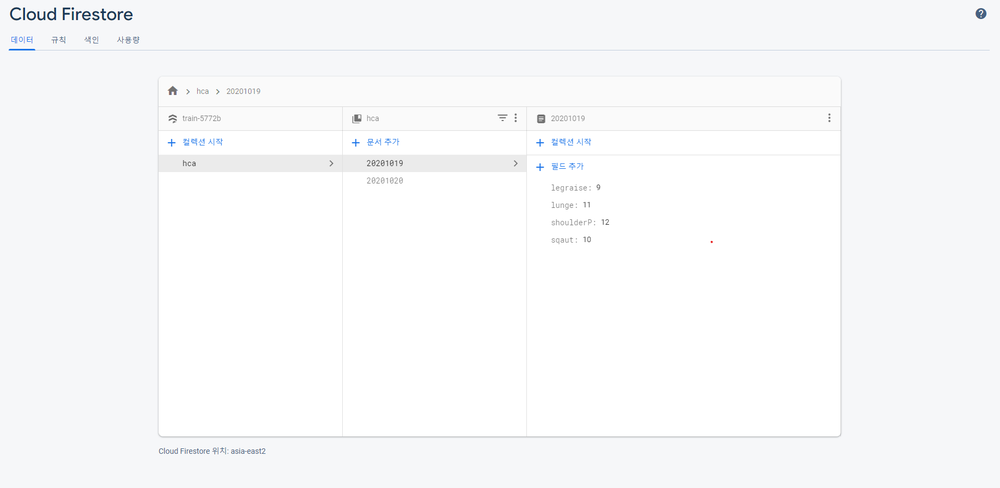 Cloud Firestore
데이터 규칙 색인 사용량
hca 20201019
train-5772b
컬렉션 시작
hca
hca
문서 추가
20201019
20201020
20201019
컬렉션 시작
필드 추가
legraise: 9
lunge: 11
shoulderP: 12
sqaut: 10
Cloud Firestore 위치: asia-east2